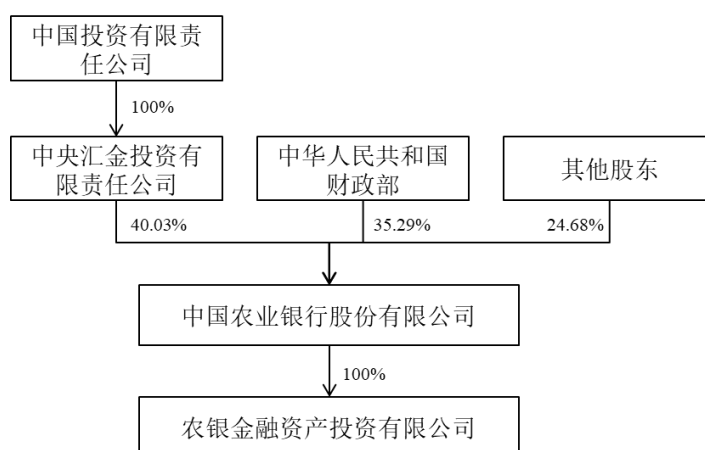 中国投资有限责
任公司
100%
中央汇金投资有
限责任公司
中华人民共和国
财政部
其他股东
40.03%
35.29%
24.68%
中国农业银行股份有限公司
100%
农银金融资产投资有限公司